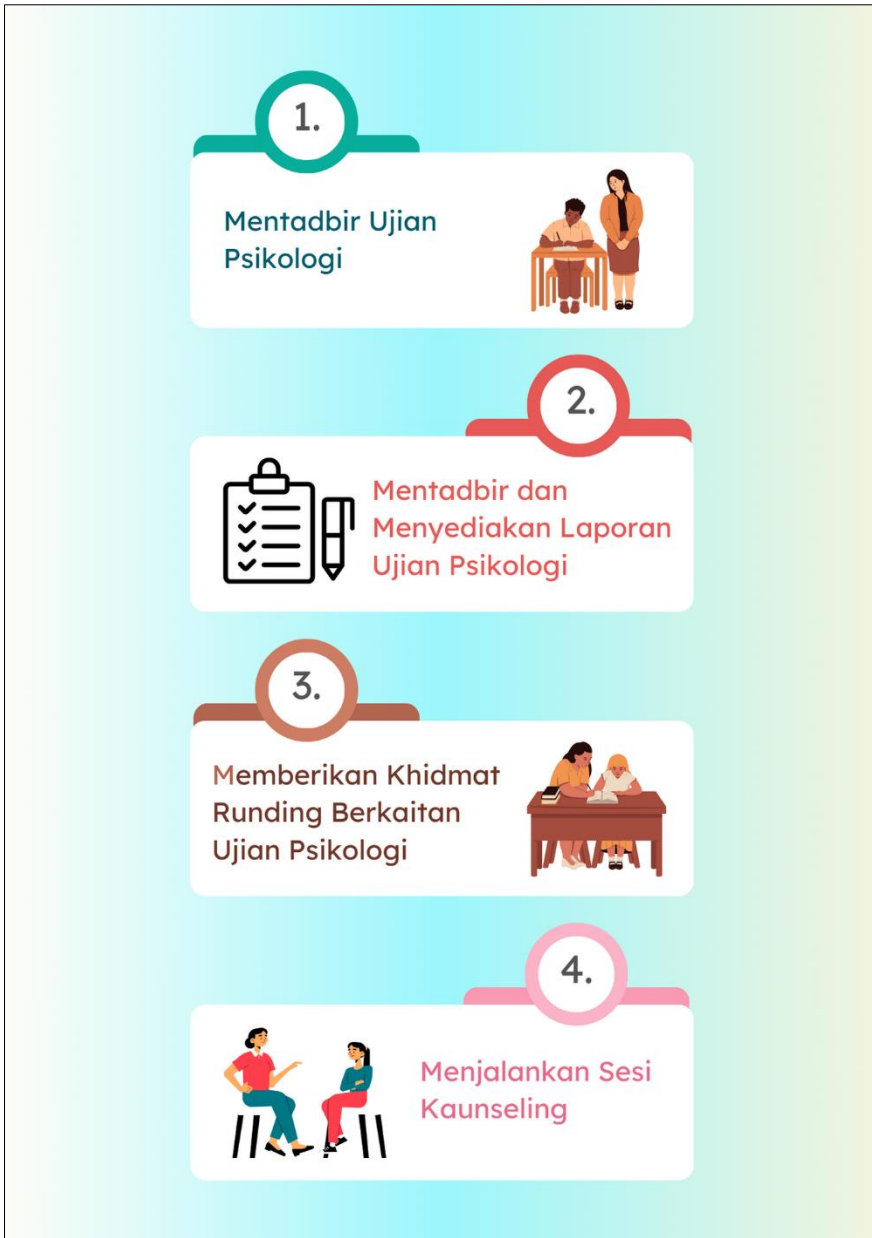 1.
Mentadbir Ujian
Psikologi
2.
Mentadbir dan
Menyediakan Laporan
Ujian Psikologi
3.
Memberikan Khidmat
Runding Berkaitan
Ujian Psikologi
4.
Menjalankan Sesi
Kaunseling